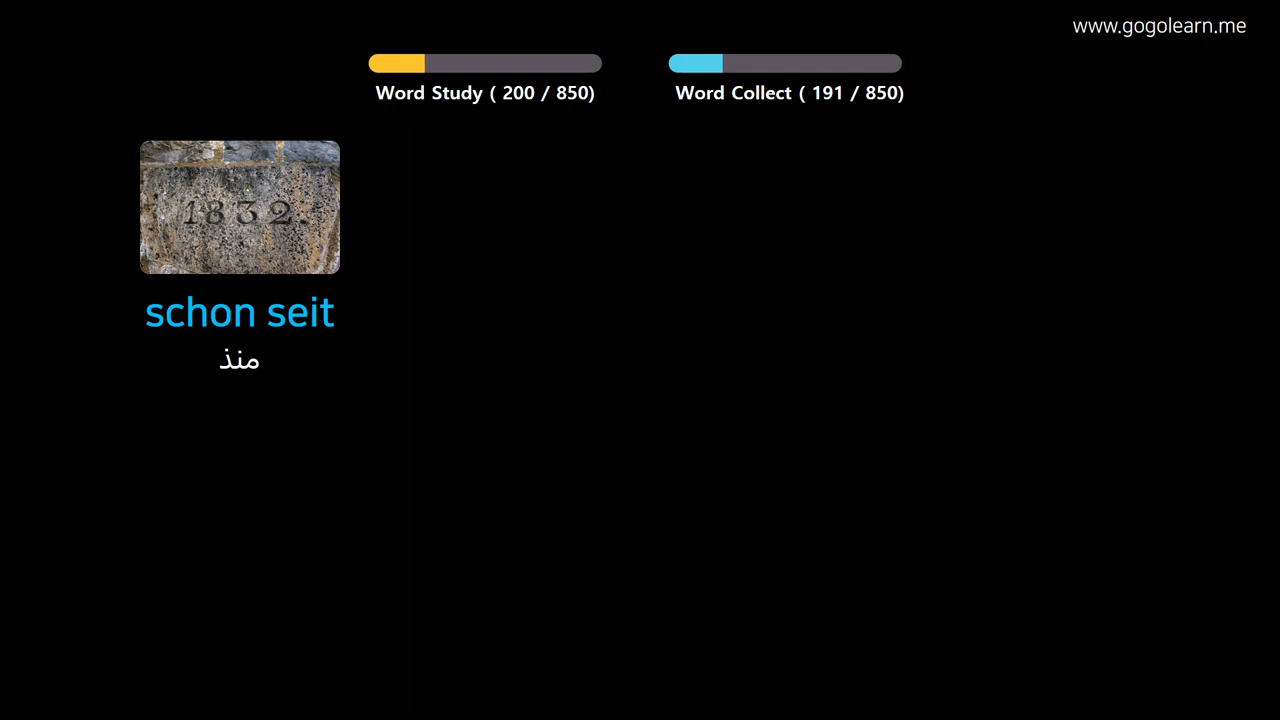 www.gogolearn.me
Word Study ( 200 / 850)
Word Collect ( 191 / 850)
1832.
schon seit
منذ